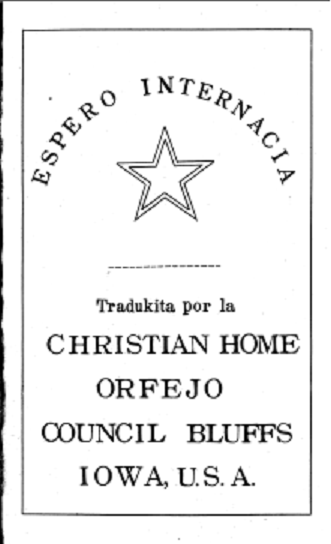 ESPERO INTERNACIA
Tradukita por la
CHRISTIAN HOME
ORFEJO
COUNCIL BLUFFS
IOWA, U.S.A.